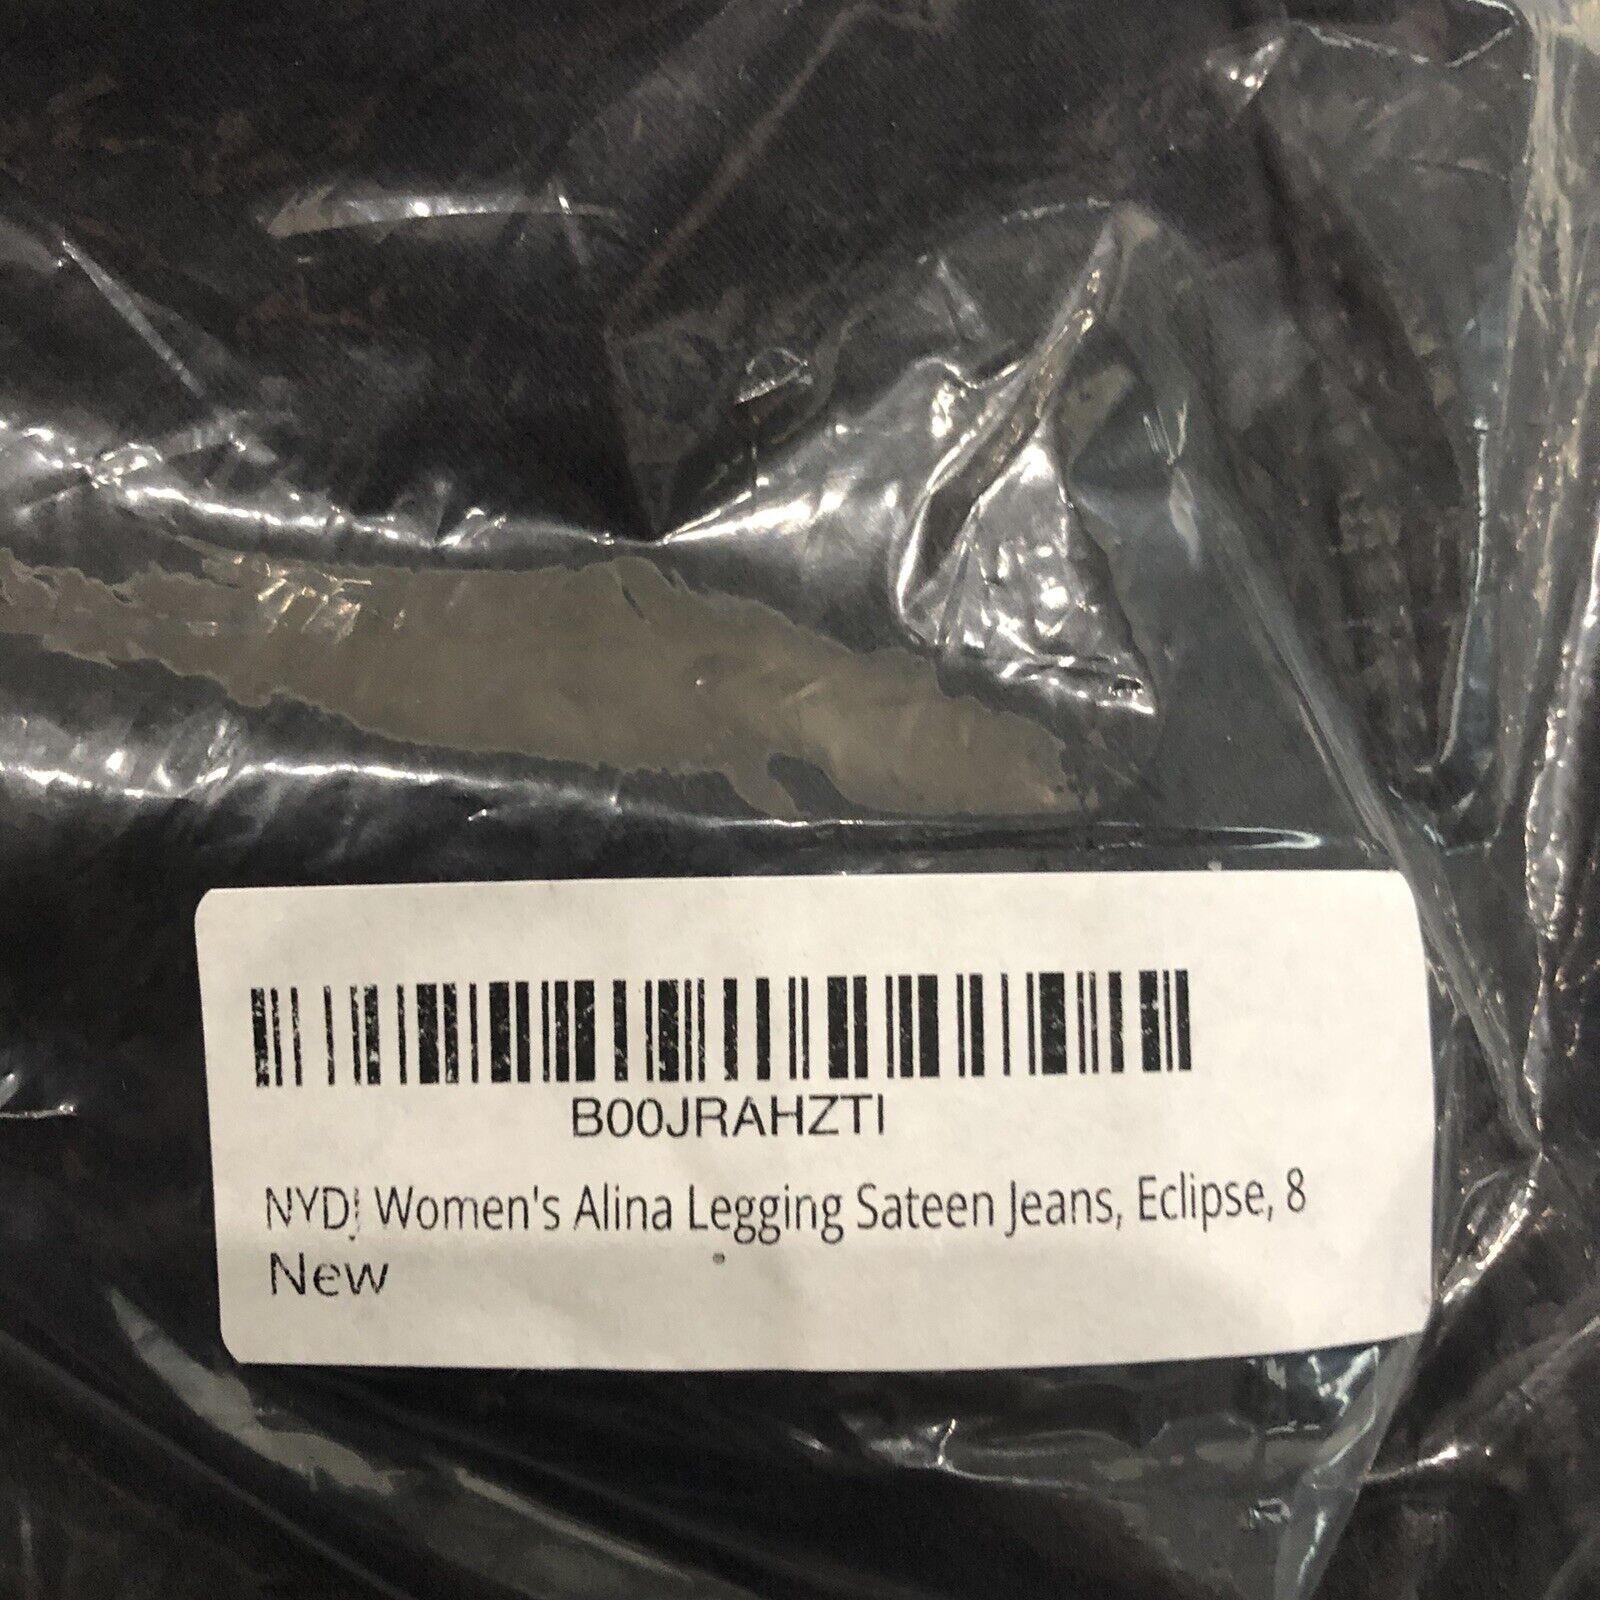 B00JRAHZTI
NYDJ Women's Alina Legging Sateen Jeans, Eclipse, 8
New